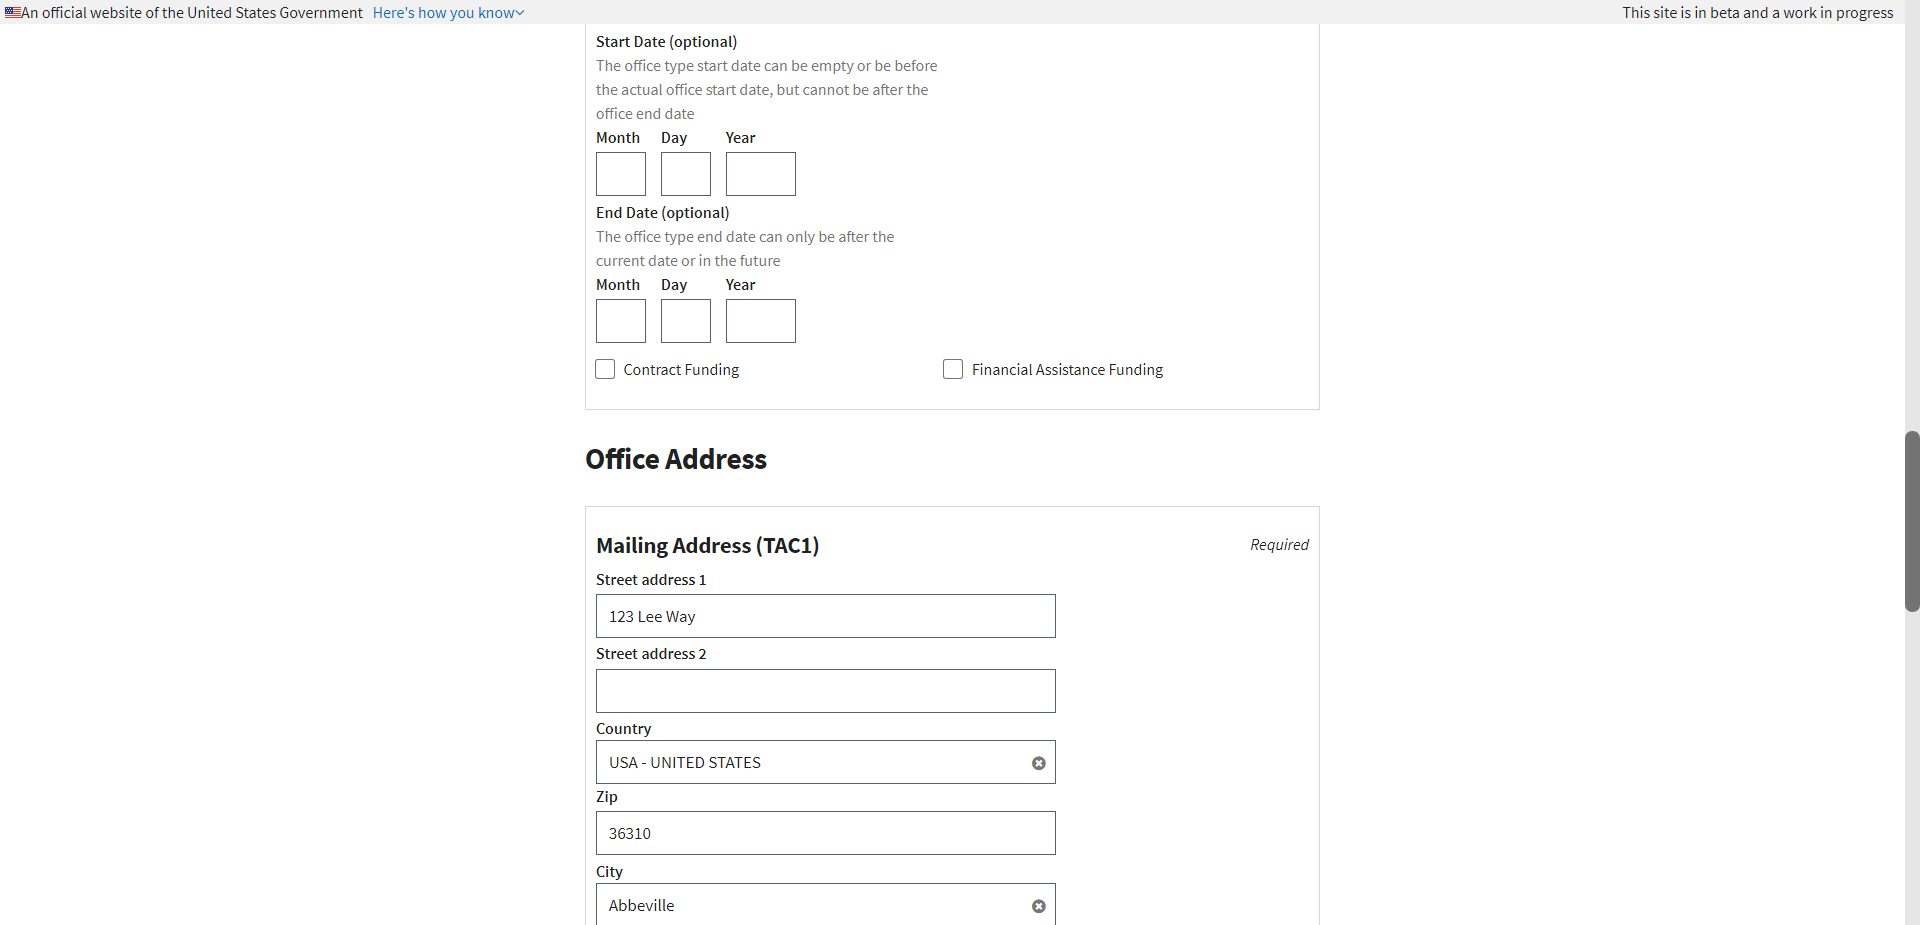 An official website of the United States Government Here's how you know
This site is in beta and a work in progress
Start Date (optional)
The office type start date can be empty or be before
the actual office start date, but cannot be after the
office end date
Month Day Year
End Date (optional)
The office type end date can only be after the
current date or in the future
Month Day Year
Contract Funding Financial Assistance Funding
Office Address
Mailing Address (TAC1) Required
Street address 1
123 Lee Way
Street address 2
Country
USA - UNITED STATES
Zip
36310
City
Abbeville